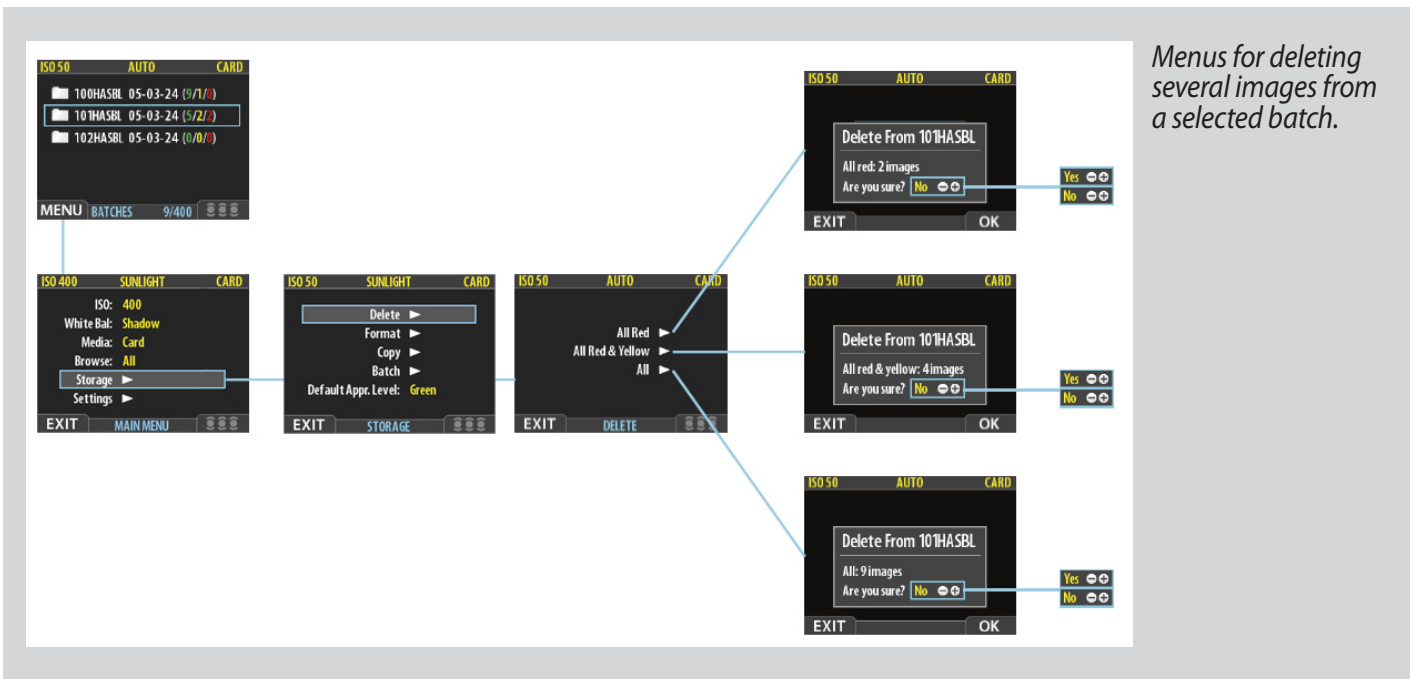 Menus for deleting
several images from
a selected batch.
ISO 50 AUTO CARD
100HASBL 05-03-24 (9/1/0)
101HASBL 05-03-24 (5/2/2)
102HASBL 05-03-24 (0/0/0)
MENU BATCHES 9/400
ISO 400 SUNLIGHT CARD
ISO: 400
White Bal: Shadow
Media: Card
Browse: All
Storage
Settings
EXIT MAIN MENU
ISO 50 SUNLIGHT CARD
Delete
Format
Copy
Batch
Default Appr. Level: Green
EXIT STORAGE
ISO 50 AUTO CARD
All Red
All Red & Yellow
All
EXIT DELETE
ISO 50 AUTO CARD
Delete From 101HASBL
All red: 2 images
Are you sure? No
EXIT OK
Yes
No
ISO 50 AUTO CARD
Delete From 101HASBL
All red & yellow: 4 images
Are you sure? No
EXIT OK
Yes
No
ISO 50 AUTO CARD
Delete From 101HASBL
All: 9 images
Are you sure? No
EXIT OK
Yes
No